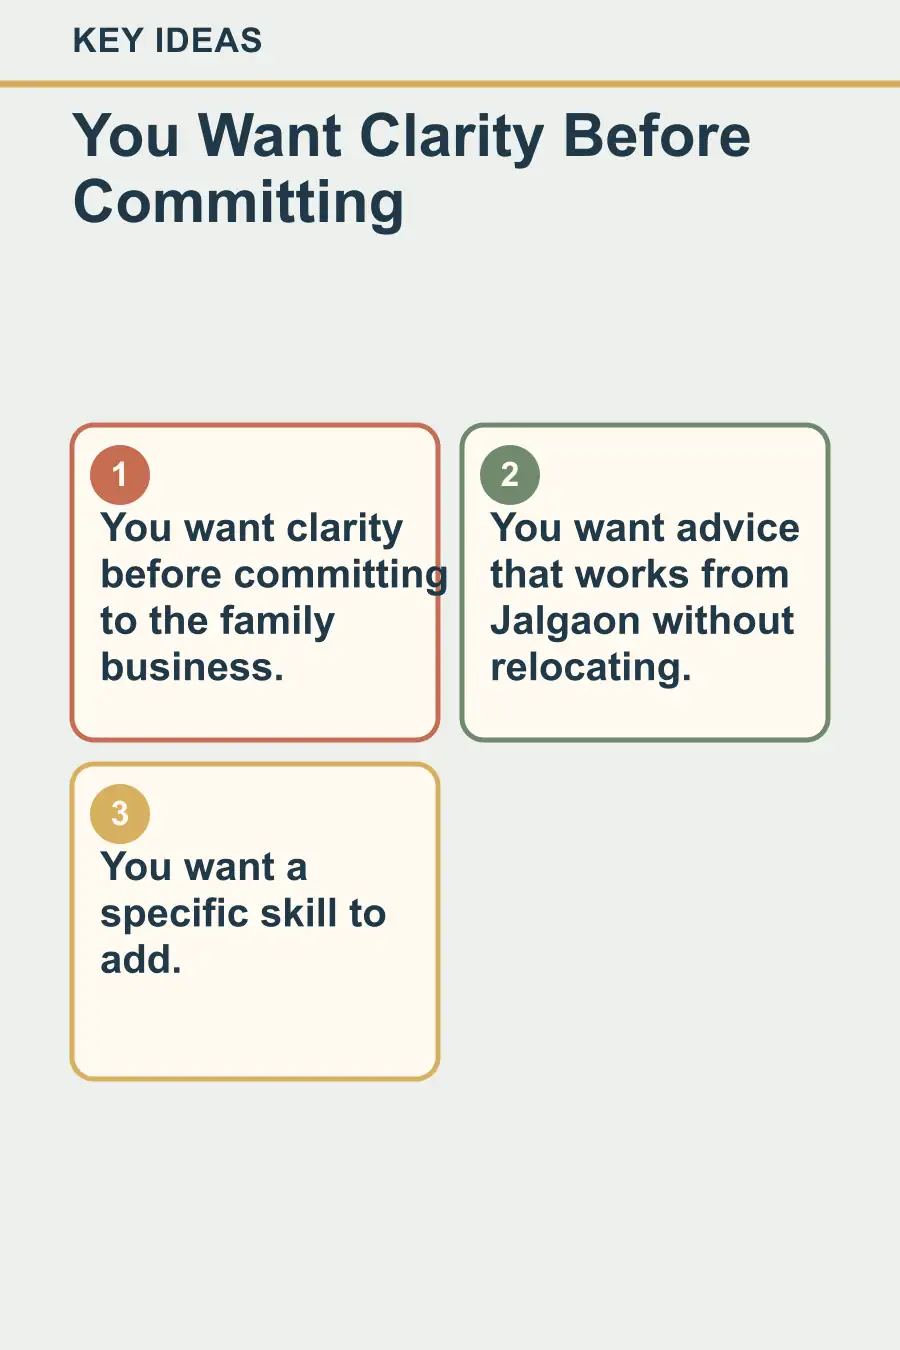 KEY IDEAS
You Want Clarity Before
Committing
1
You want clarity
before committing
to the family
business.
2
You want advice
that works from
Jalgaon without
relocating.
3
You want a
specific skill to
add.